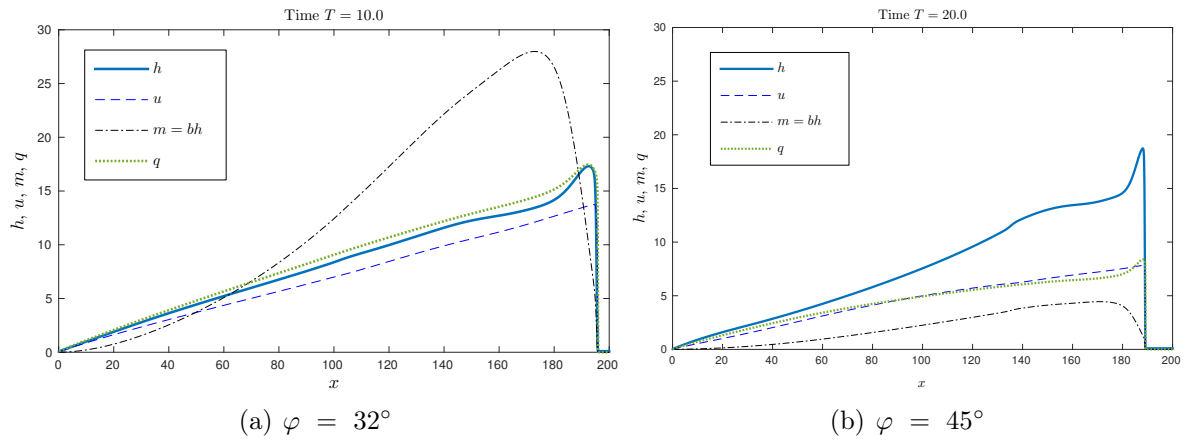 Time T = 10.0
h, u, m, q
30
25
20
15
10
5
0
h
u
m = bh
q
0 20 40 60 80 100 120 140 160 180 200
x
(a) φ = 32°
Time T = 20.0
h, u, m, q
30
25
20
15
10
5
0
h
u
m = bh
q
0 20 40 60 80 100 120 140 160 180 200
x
(b) φ = 45°